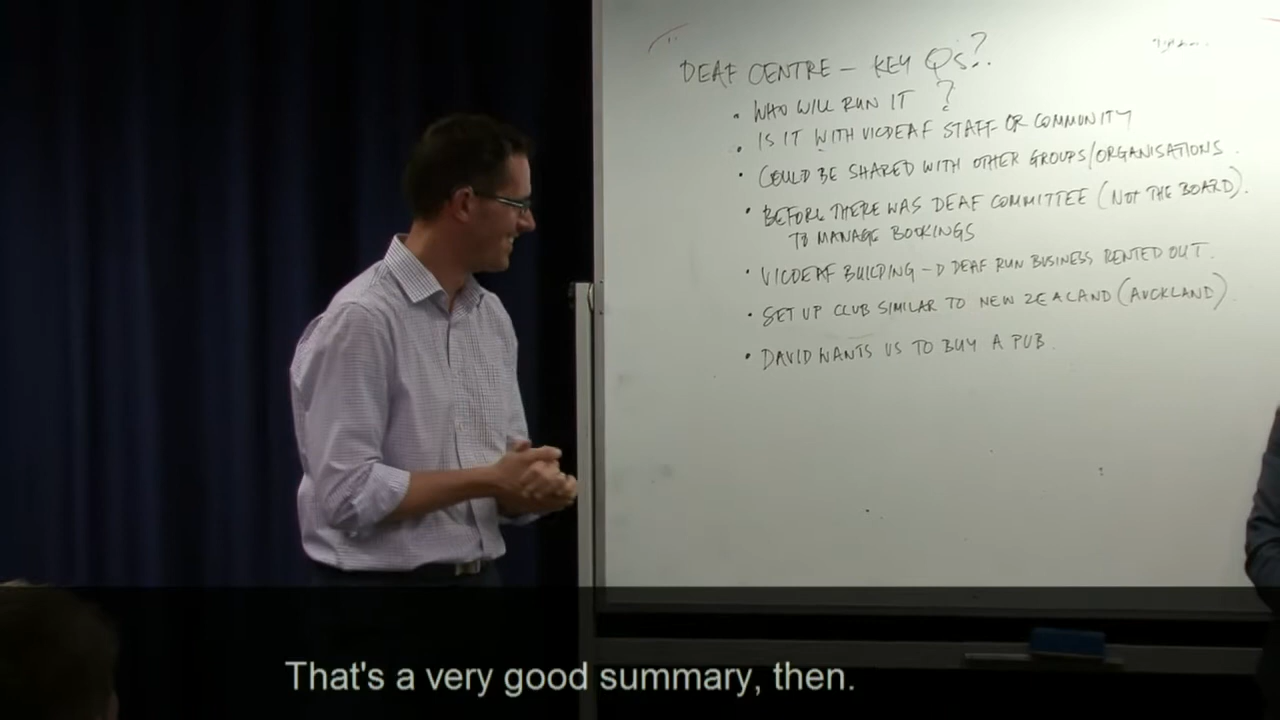 DEAF CENTRE – KEY QS?
• WHO WILL RUN IT ?
• IS IT WITH VICDEAF STAFF OR COMMUNITY
• COULD BE SHARED WITH OTHER GROUPS/ORGANISATIONS.
• BEFORE THERE WAS DEAF COMMITTEE (NOT THE BOARD).
TO MANAGE BOOKINGS
• VICDEAF BUILDING – DEAF RUN BUSINESS RENTED OUT.
• SET UP CLUB SIMILAR TO NEW ZEALAND (AUCKLAND).
• DAVID WANTS US TO BUY A PUB.
That's a very good summary, then.